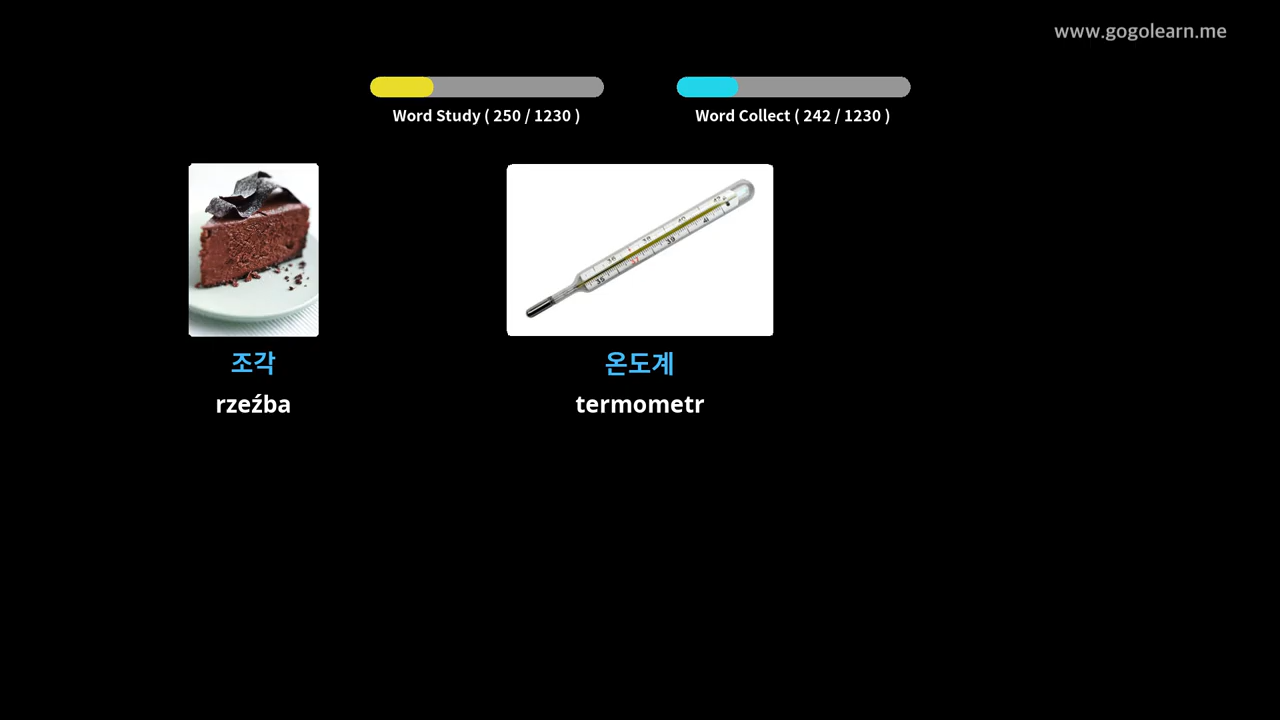 www.gogolearn.me
Word Study ( 250 / 1230 )
Word Collect ( 242 / 1230 )
조각
온도계
rzeźba
termometr